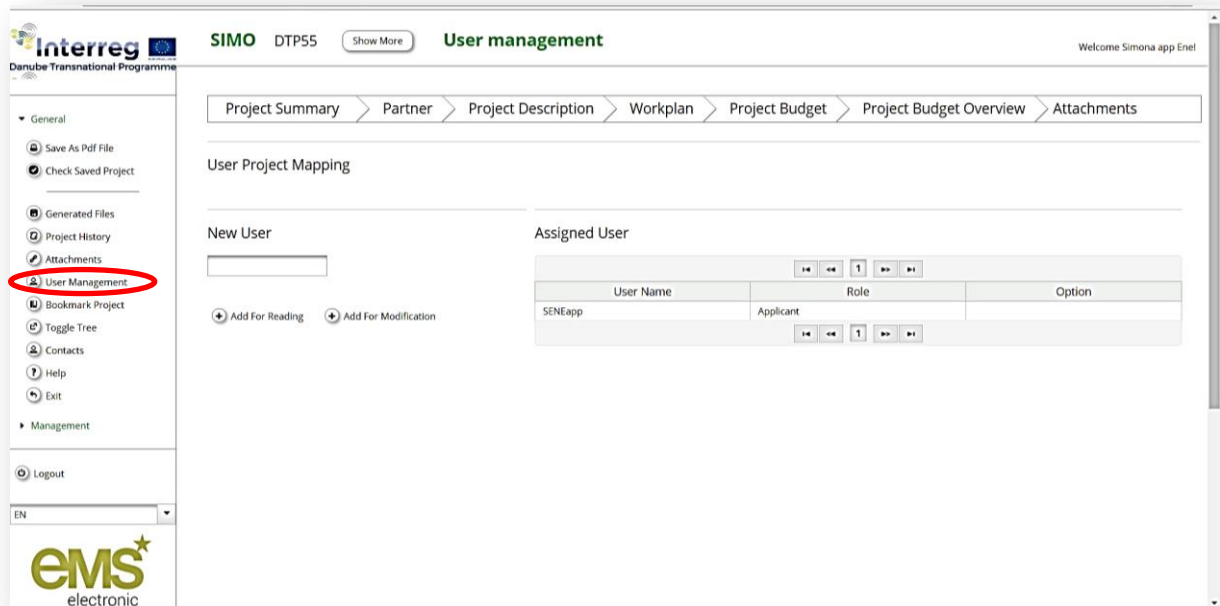 Interreg
Danube Transnational Programme
SIMO DTP55 Show More User management
Welcome Simona app Enel
General
Save As Pdf File
Check Saved Project
Generated Files
Project History
Attachments
User Management
Bookmark Project
Toggle Tree
Contacts
Help
Exit
Management
Logout
EN
eMS
electronic
Project Summary Partner Project Description Workplan Project Budget Project Budget Overview Attachments
User Project Mapping
New User
Add For Reading Add For Modification
Assigned User
1
User Name Role Option
SENEapp Applicant
1